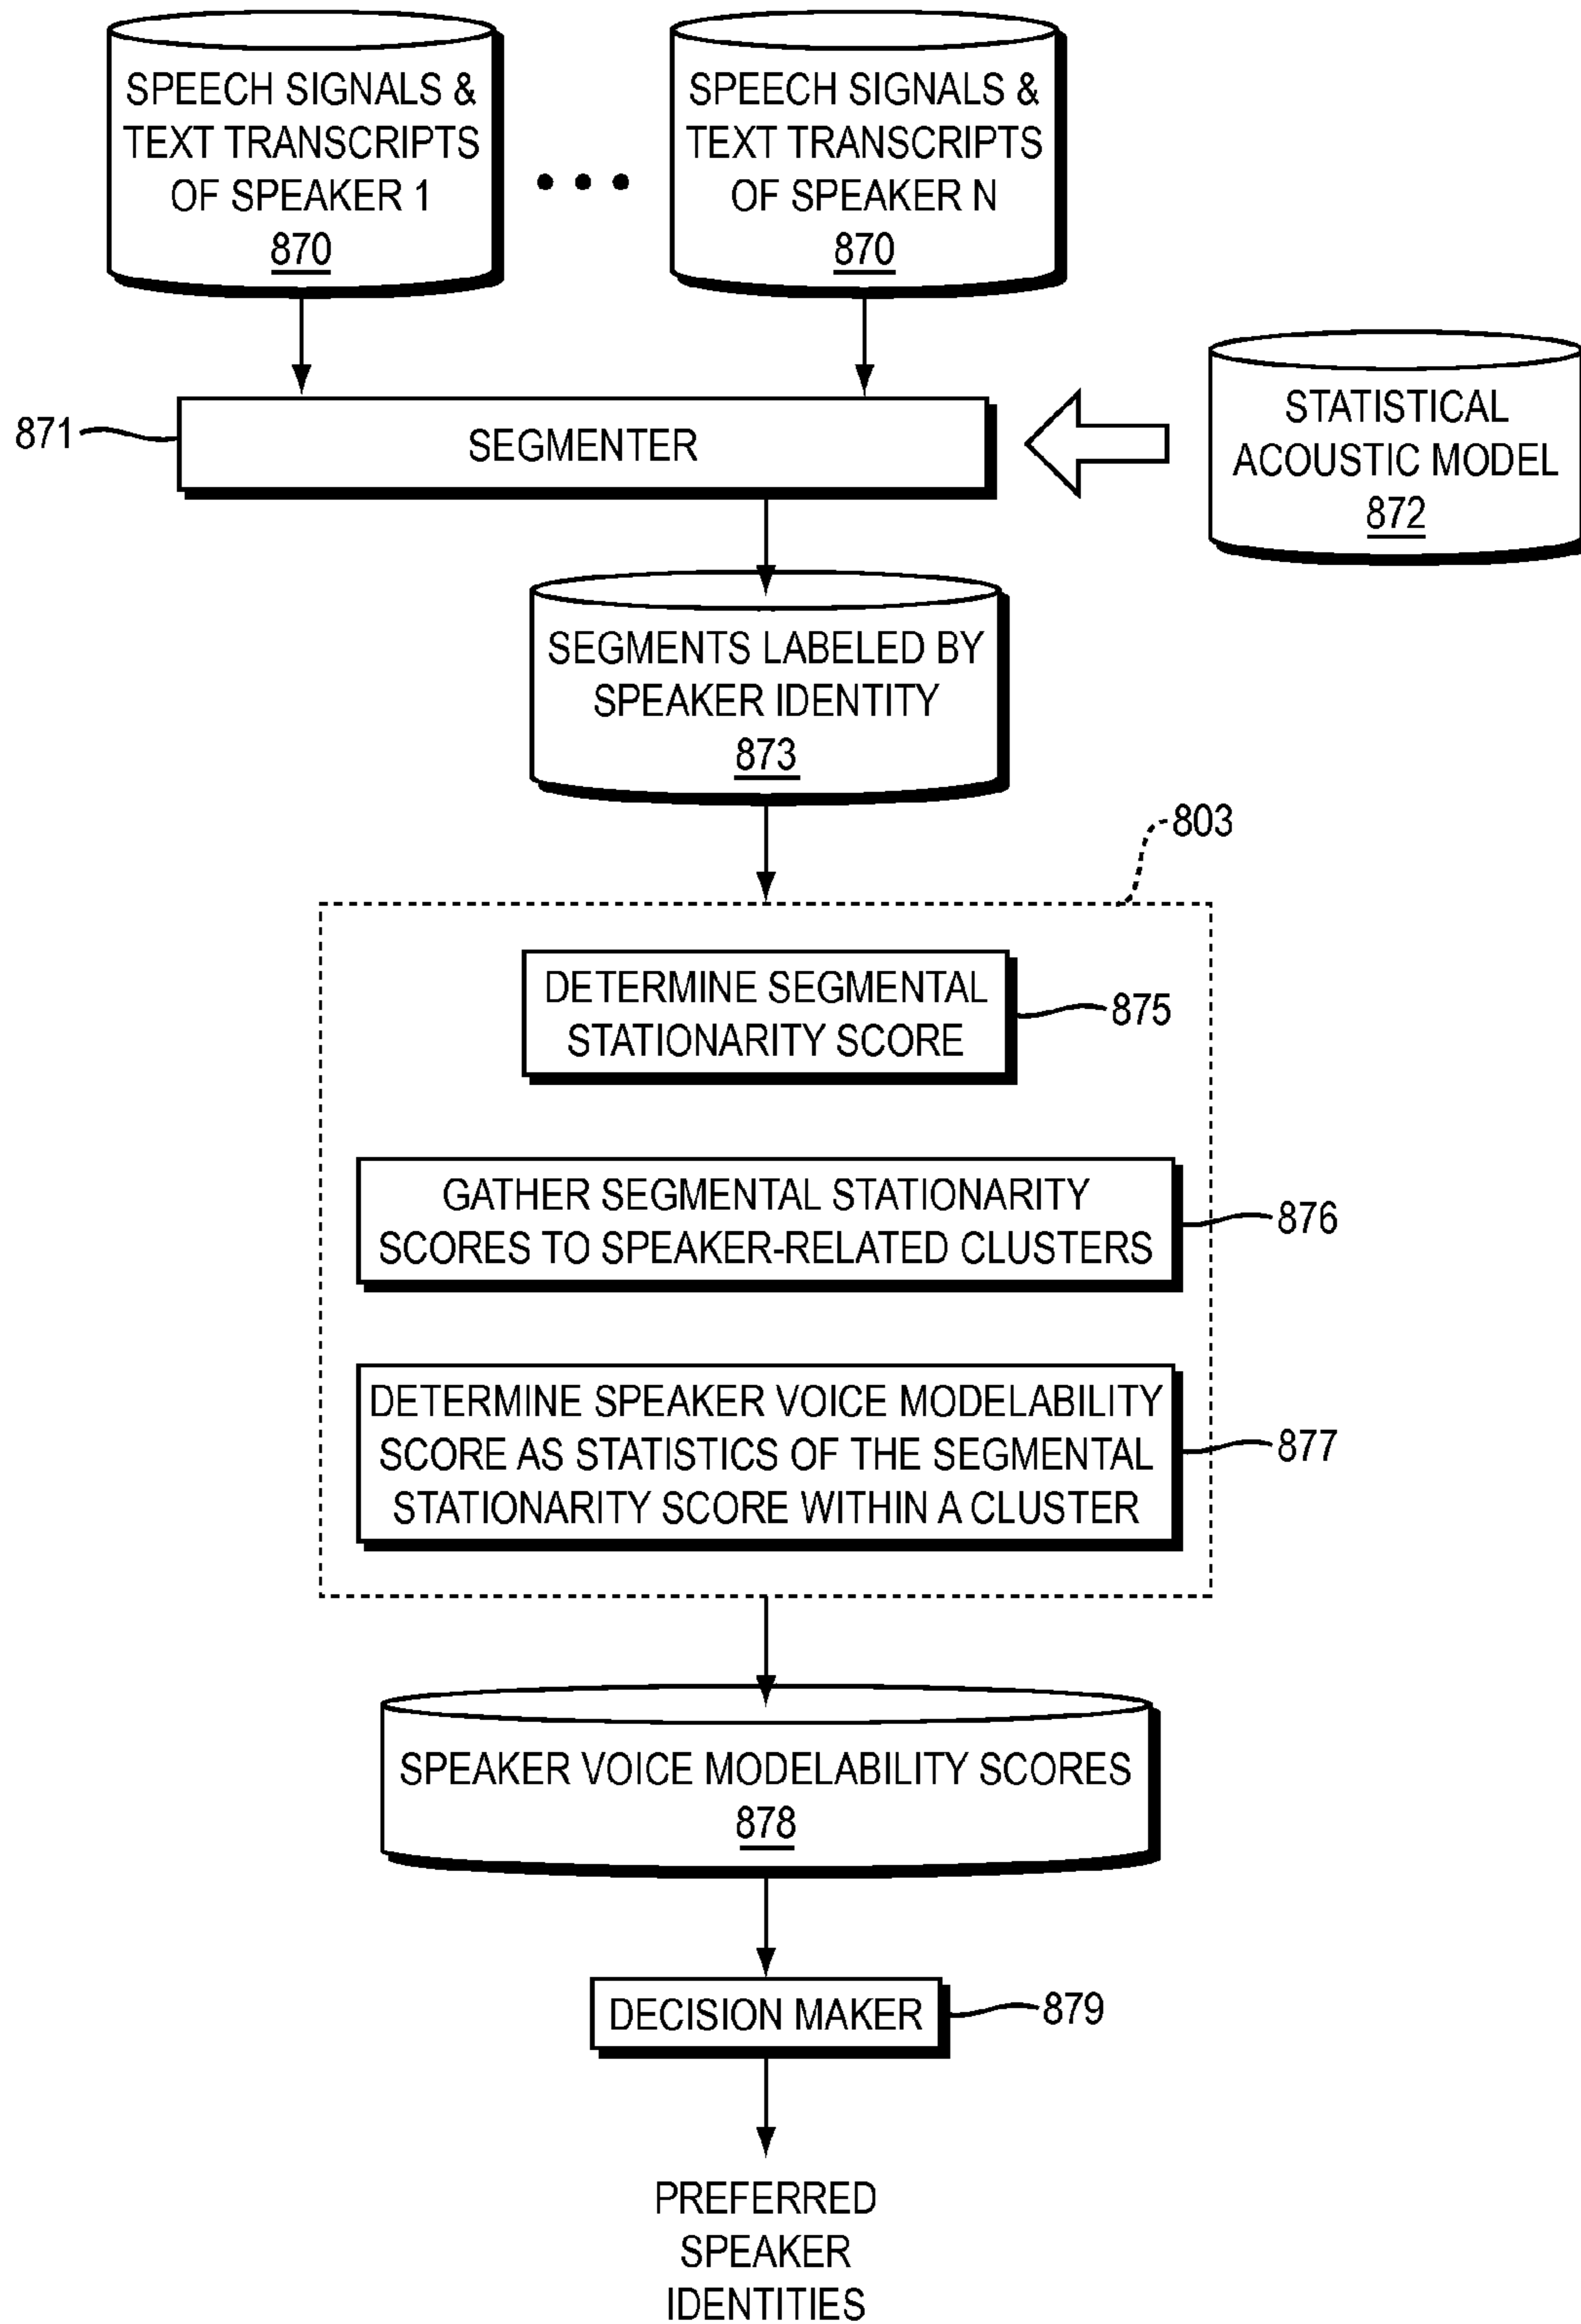 SPEECH SIGNALS &
TEXT TRANSCRIPTS
OF SPEAKER 1
870
SPEECH SIGNALS &
TEXT TRANSCRIPTS
OF SPEAKER N
870
STATISTICAL
ACOUSTIC MODEL
872
871
SEGMENTER
SEGMENTS LABELED BY
SPEAKER IDENTITY
873
803
DETERMINE SEGMENTAL
STATIONARITY SCORE
875
GATHER SEGMENTAL STATIONARITY
SCORES TO SPEAKER-RELATED CLUSTERS
876
DETERMINE SPEAKER VOICE MODELABILITY
SCORE AS STATISTICS OF THE SEGMENTAL
STATIONARITY SCORE WITHIN A CLUSTER
877
SPEAKER VOICE MODELABILITY SCORES
878
DECISION MAKER
879
PREFERRED
SPEAKER
IDENTITIES